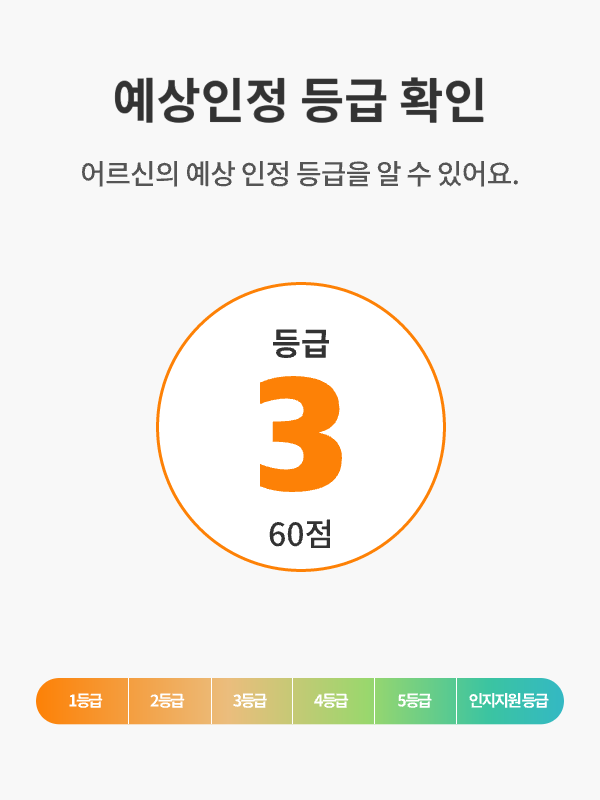 예상인정 등급 확인
어르신의 예상 인정 등급을 알 수 있어요.
등급
3
60점
1등급 2등급 3등급 4등급 5등급 인지지원등급